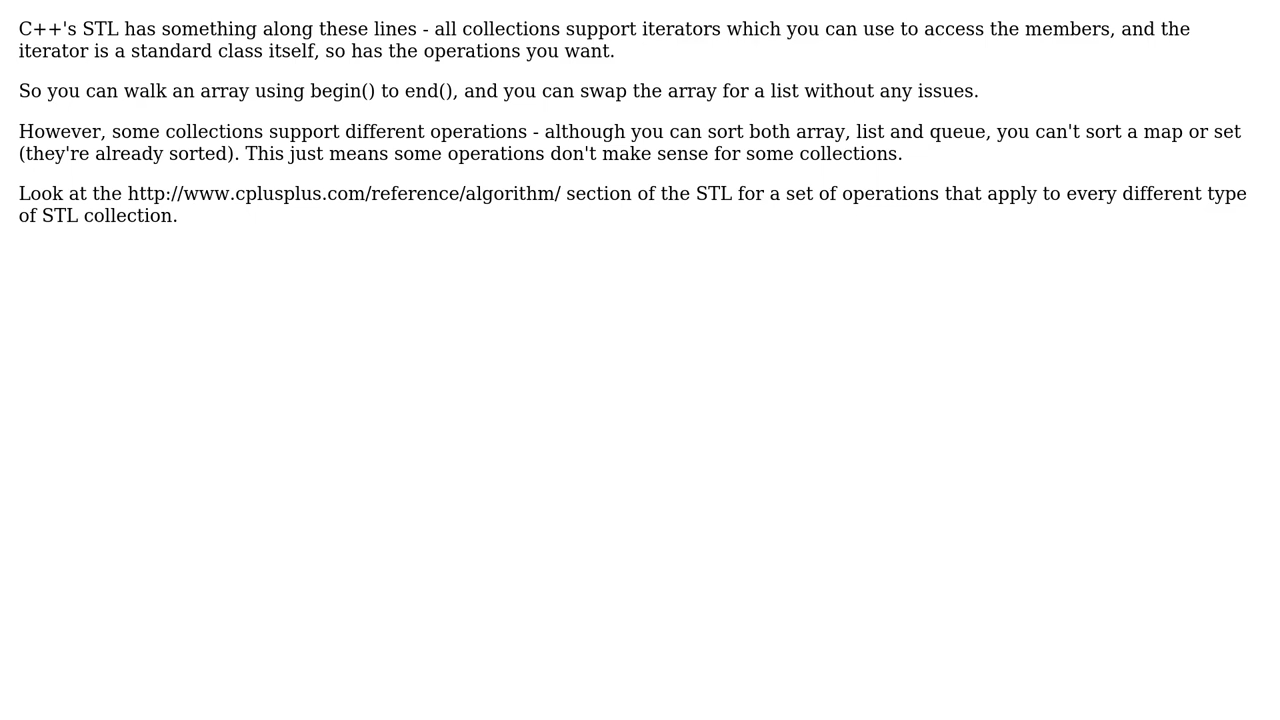 C++'s STL has something along these lines - all collections support iterators which you can use to access the members, and the
iterator is a standard class itself, so has the operations you want.
So you can walk an array using begin() to end(), and you can swap the array for a list without any issues.
However, some collections support different operations - although you can sort both array, list and queue, you can't sort a map or set
(they're already sorted). This just means some operations don't make sense for some collections.
Look at the http://www.cplusplus.com/reference/algorithm/ section of the STL for a set of operations that apply to every different type
of STL collection.